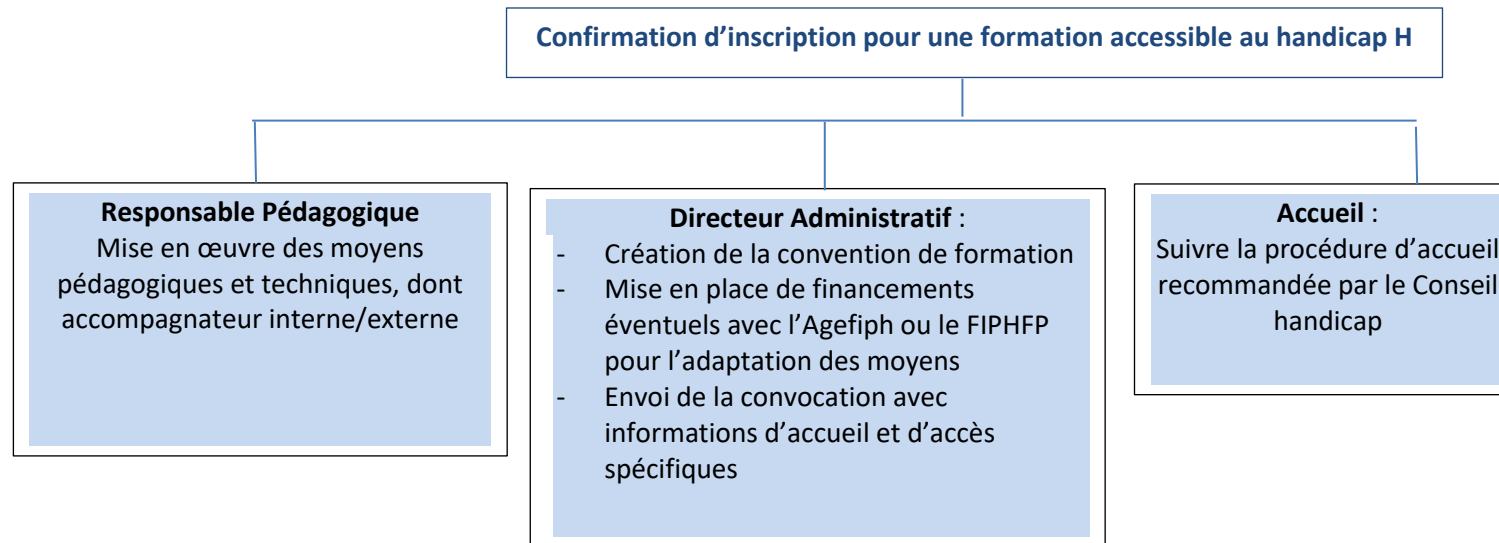 Confirmation d’inscription pour une formation accessible au handicap H
Responsable Pédagogique
Mise en œuvre des moyens
pédagogiques et techniques, dont
accompagnateur interne/externe
Directeur Administratif :
- Création de la convention de formation
- Mise en place de financements
éventuels avec l’Agefiph ou le FIPHFP
pour l’adaptation des moyens
- Envoi de la convocation avec
informations d’accueil et d’accès
spécifiques
Accueil :
Suivre la procédure d’accueil
recommandée par le Conseil
handicap